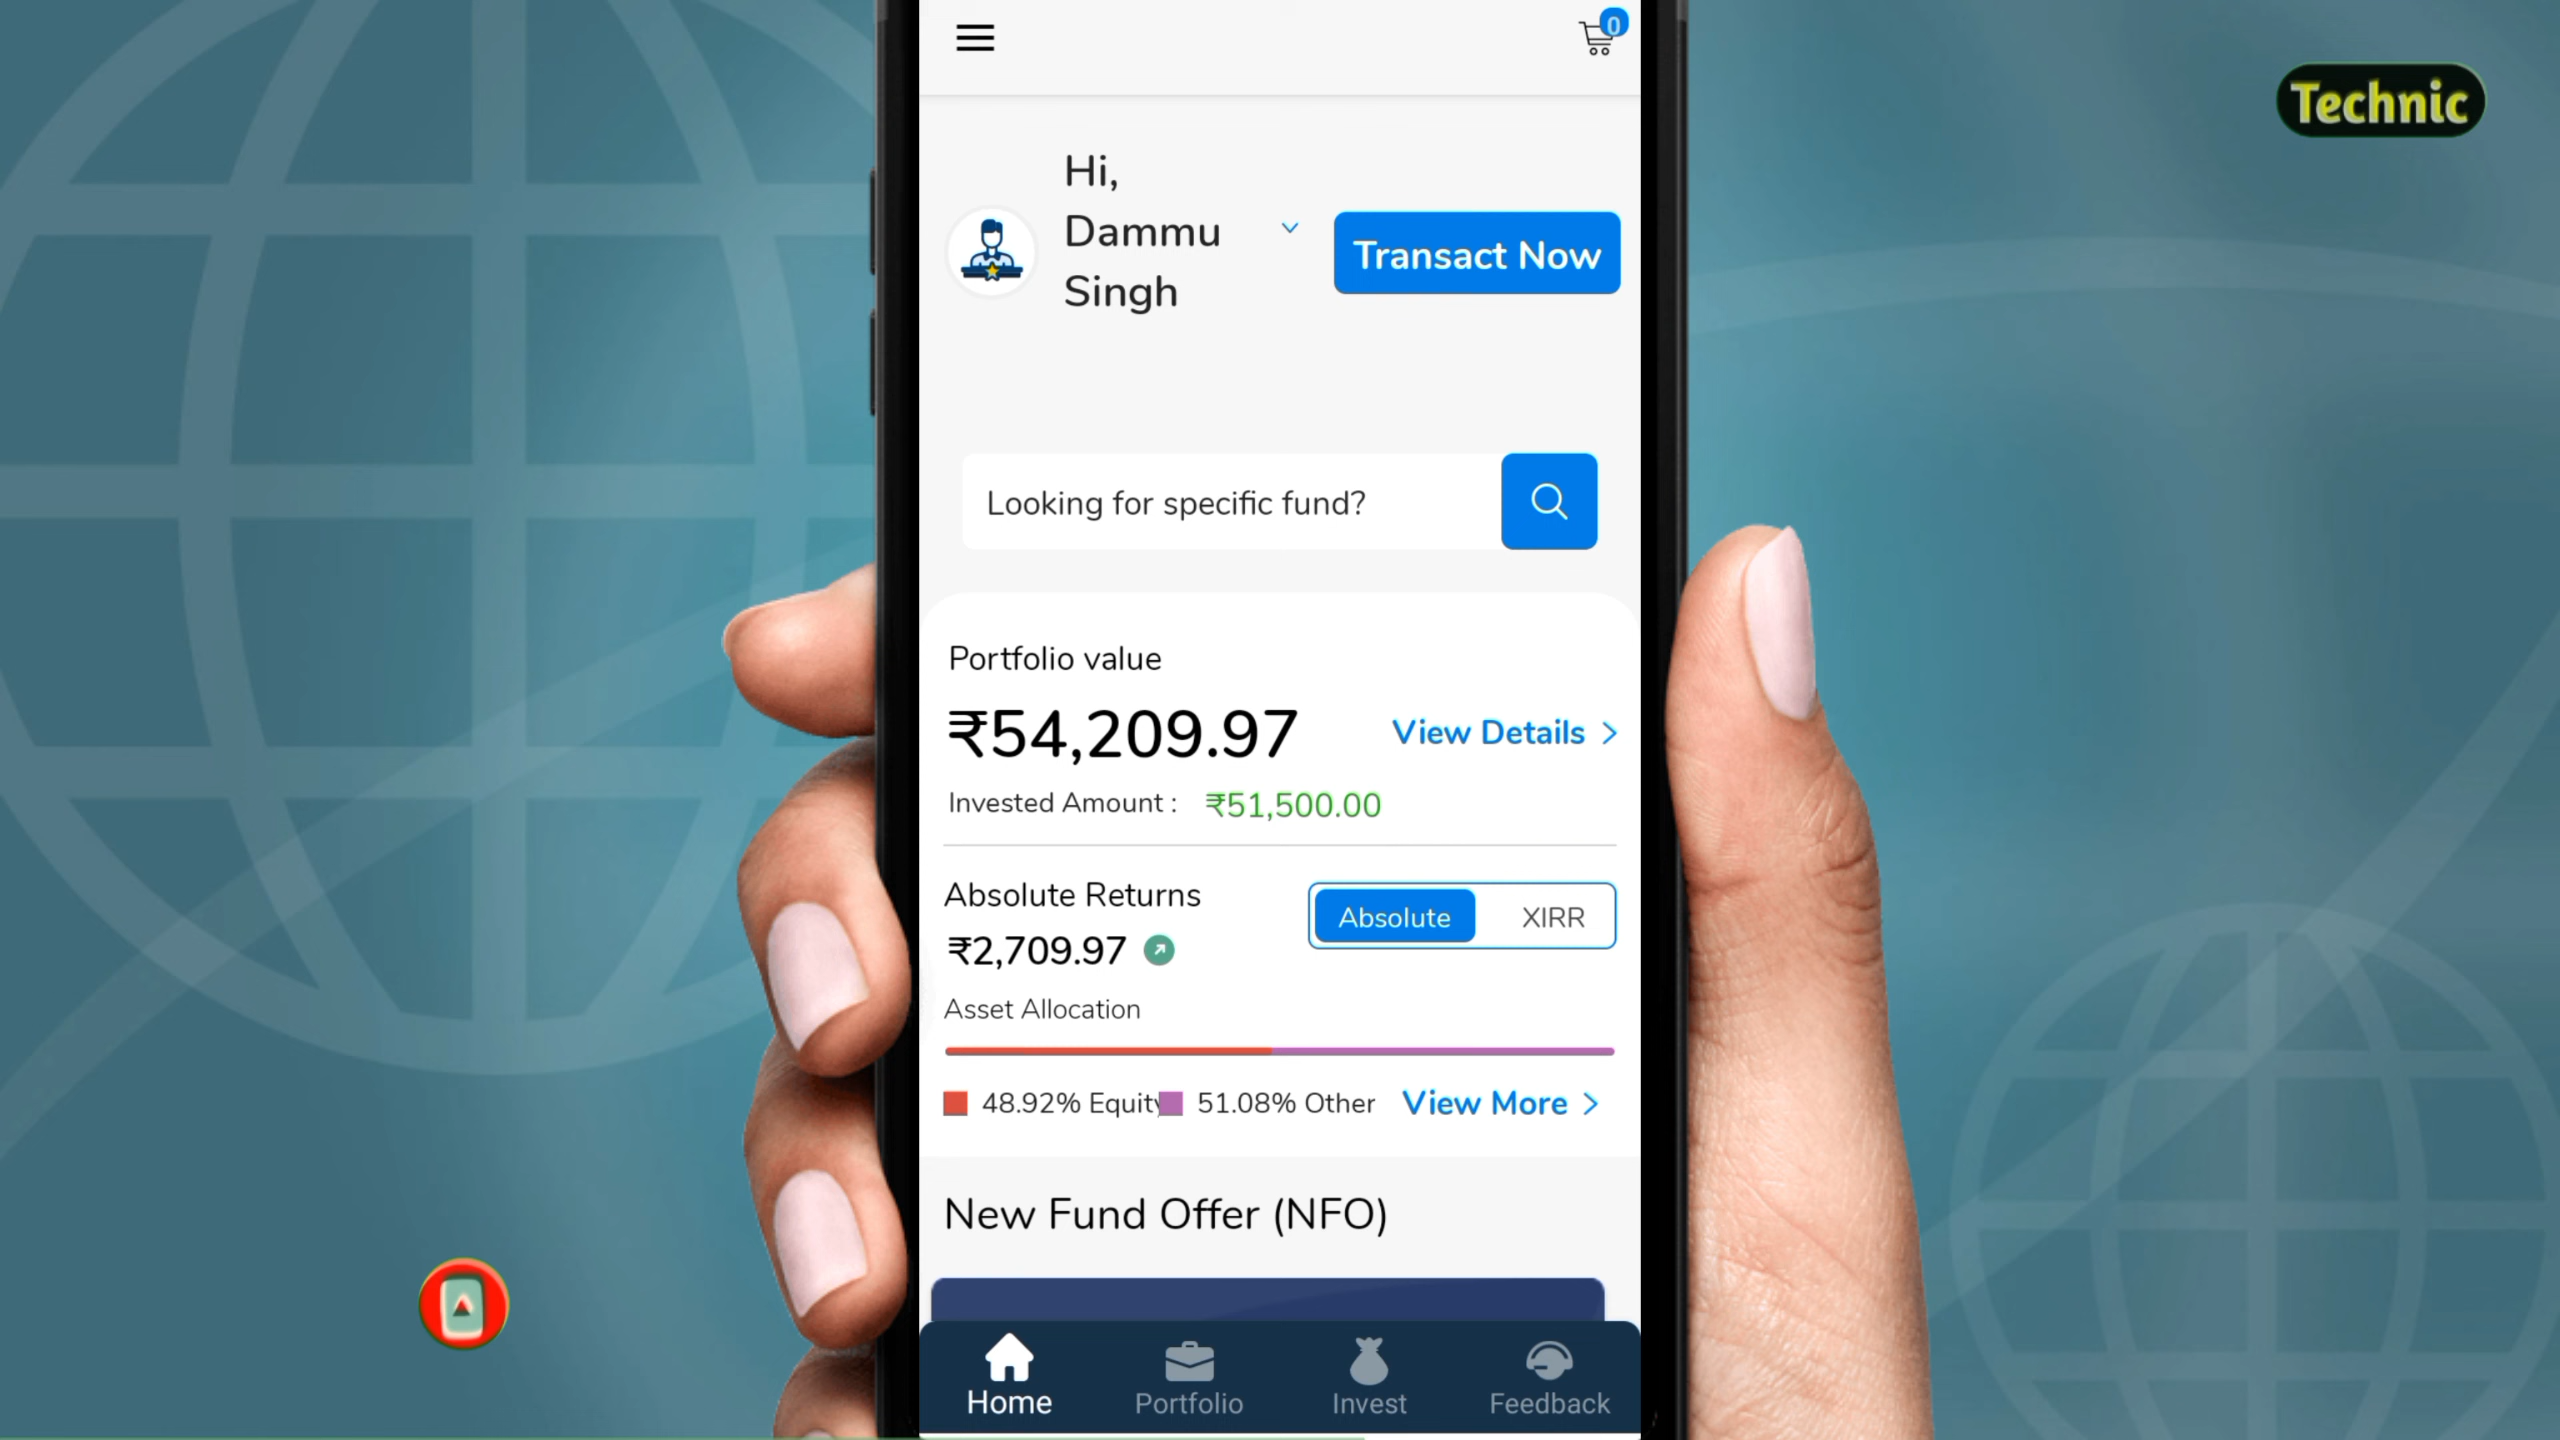 0
Technic
Hi,
Dammu
Singh
Transact Now
Looking for specific fund?
Portfolio value
₹54,209.97
View Details
Invested Amount : ₹51,500.00
Absolute Returns
Absolute
XIRR
₹2,709.97
Asset Allocation
48.92% Equity
51.08% Other
View More
New Fund Offer (NFO)
Home
Portfolio
Invest
Feedback